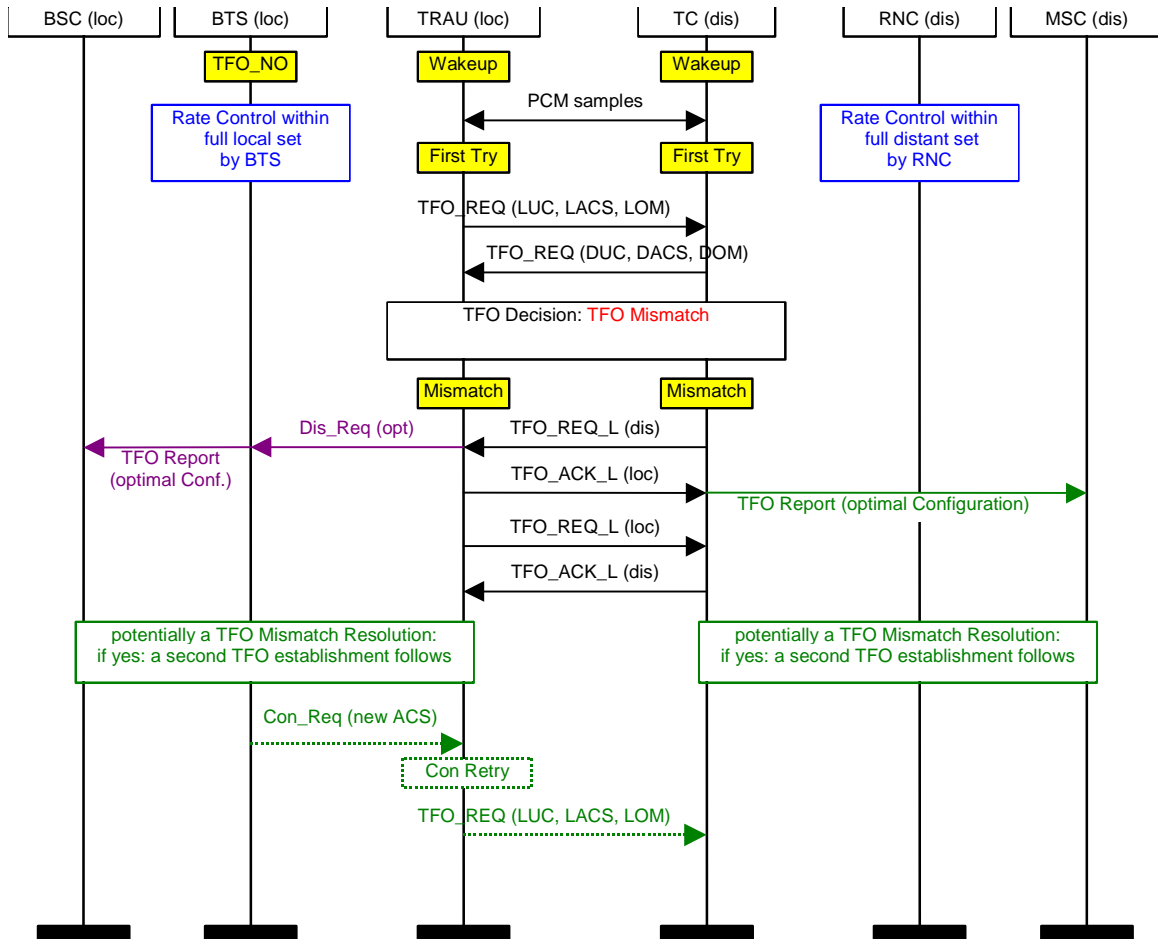 BSC (loc)
BTS (loc)
TRAU (loc)
TC (dis)
RNC (dis)
MSC (dis)
TFO_NO
Wakeup
Wakeup
PCM samples
Rate Control within
full local set
by BTS
Rate Control within
full distant set
by RNC
First Try
First Try
TFO_REQ (LUC, LACS, LOM)
TFO_REQ (DUC, DACS, DOM)
TFO Decision: TFO Mismatch
Mismatch
Mismatch
Dis_Req (opt)
TFO_REQ_L (dis)
TFO Report
(optimal Conf.)
TFO_ACK_L (loc)
TFO Report (optimal Configuration)
TFO_REQ_L (loc)
TFO_ACK_L (dis)
potentially a TFO Mismatch Resolution:
if yes: a second TFO establishment follows
potentially a TFO Mismatch Resolution:
if yes: a second TFO establishment follows
Con_Req (new ACS)
Con Retry
TFO_REQ (LUC, LACS, LOM)